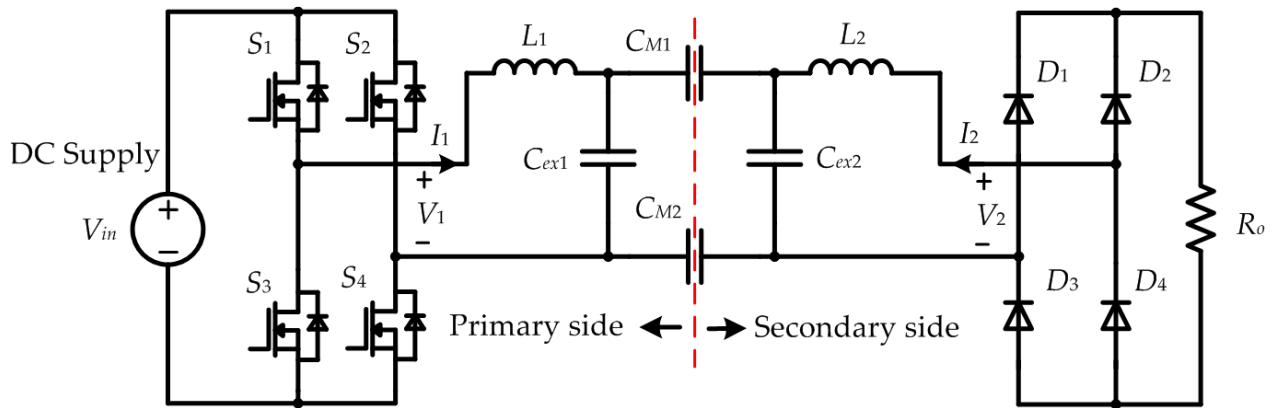 S1
S2
L1
CM1
L2
D1
D2
DC Supply
I1
I2
Cex1
Cex2
+
+
+
V1
V2
Vin
CM2
−
−
−
Ro
S3
S4
D3
D4
Primary side
Secondary side